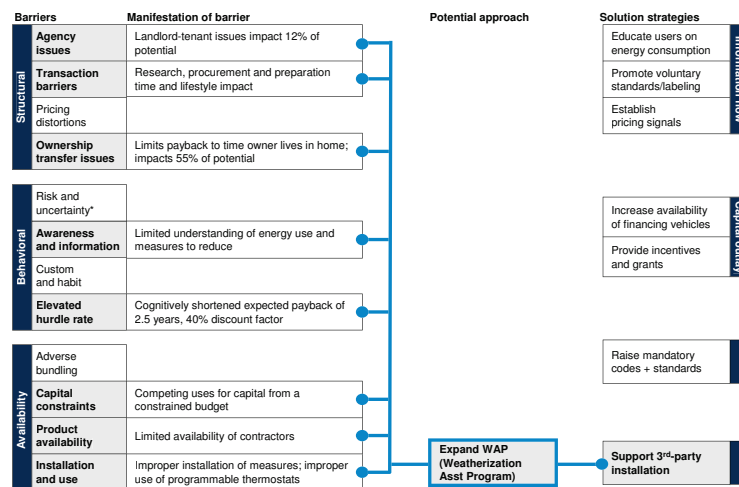 Barriers Manifestation of barrier Potential approach Solution strategies
Structural
Agency
issues
Landlord-tenant issues impact 12% of
potential
Transaction
barriers
Research, procurement and preparation
time and lifestyle impact
Pricing
distortions
Ownership
transfer issues
Limits payback to time owner lives in home;
impacts 55% of potential
Behavioral
Risk and
uncertainty*
Awareness
and information
Limited understanding of energy use and
measures to reduce
Custom
and habit
Elevated
hurdle rate
Cognitively shortened expected payback of
2.5 years, 40% discount factor
Availability
Adverse
bundling
Capital
constraints
Competing uses for capital from a
constrained budget
Product
availability
Limited availability of contractors
Installation
and use
Improper installation of measures; improper
use of programmable thermostats
Expand WAP
(Weatherization
Asst Program)
Educate users on
energy consumption
Promote voluntary
standards/labeling
Establish
pricing signals
Information flow
Increase availability
of financing vehicles
Provide incentives
and grants
Capital outlay
Raise mandatory
codes + standards
Support 3rd-party
installation